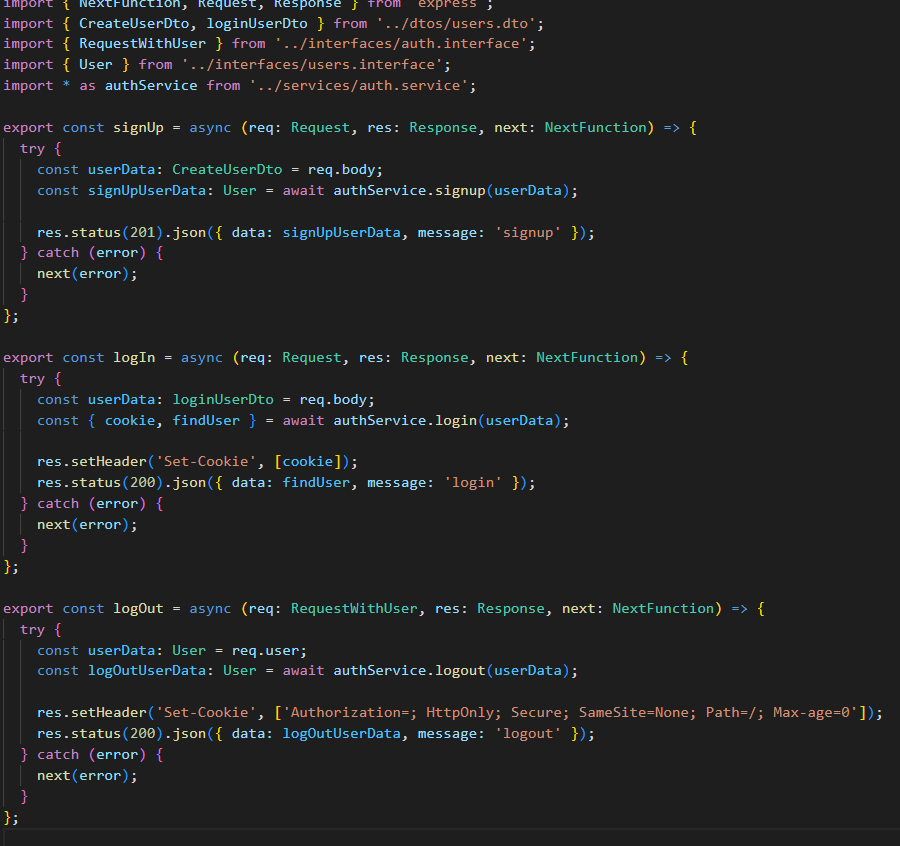 import { NextFunction, Request, Response } from 'express';
import { CreateUserDto, loginUserDto } from '../dtos/users.dto';
import { RequestWithUser } from '../interfaces/auth.interface';
import { User } from '../interfaces/users.interface';
import * as authService from '../services/auth.service';
export const signUp = async (req: Request, res: Response, next: NextFunction) => {
try {
const userData: CreateUserDto = req.body;
const signUpUserData: User = await authService.signup(userData);
res.status(201).json({ data: signUpUserData, message: 'signup' });
} catch (error) {
next(error);
}
};
export const logIn = async (req: Request, res: Response, next: NextFunction) => {
try {
const userData: loginUserDto = req.body;
const { cookie, findUser } = await authService.login(userData);
res.setHeader('Set-Cookie', [cookie]);
res.status(200).json({ data: findUser, message: 'login' });
} catch (error) {
next(error);
}
};
export const logOut = async (req: RequestWithUser, res: Response, next: NextFunction) => {
try {
const userData: User = req.user;
const logOutUserData: User = await authService.logout(userData);
res.setHeader('Set-Cookie', ['Authorization=; HttpOnly; Secure; SameSite=None; Path=/; Max-age=0']);
res.status(200).json({ data: logOutUserData, message: 'logout' });
} catch (error) {
next(error);
}
};